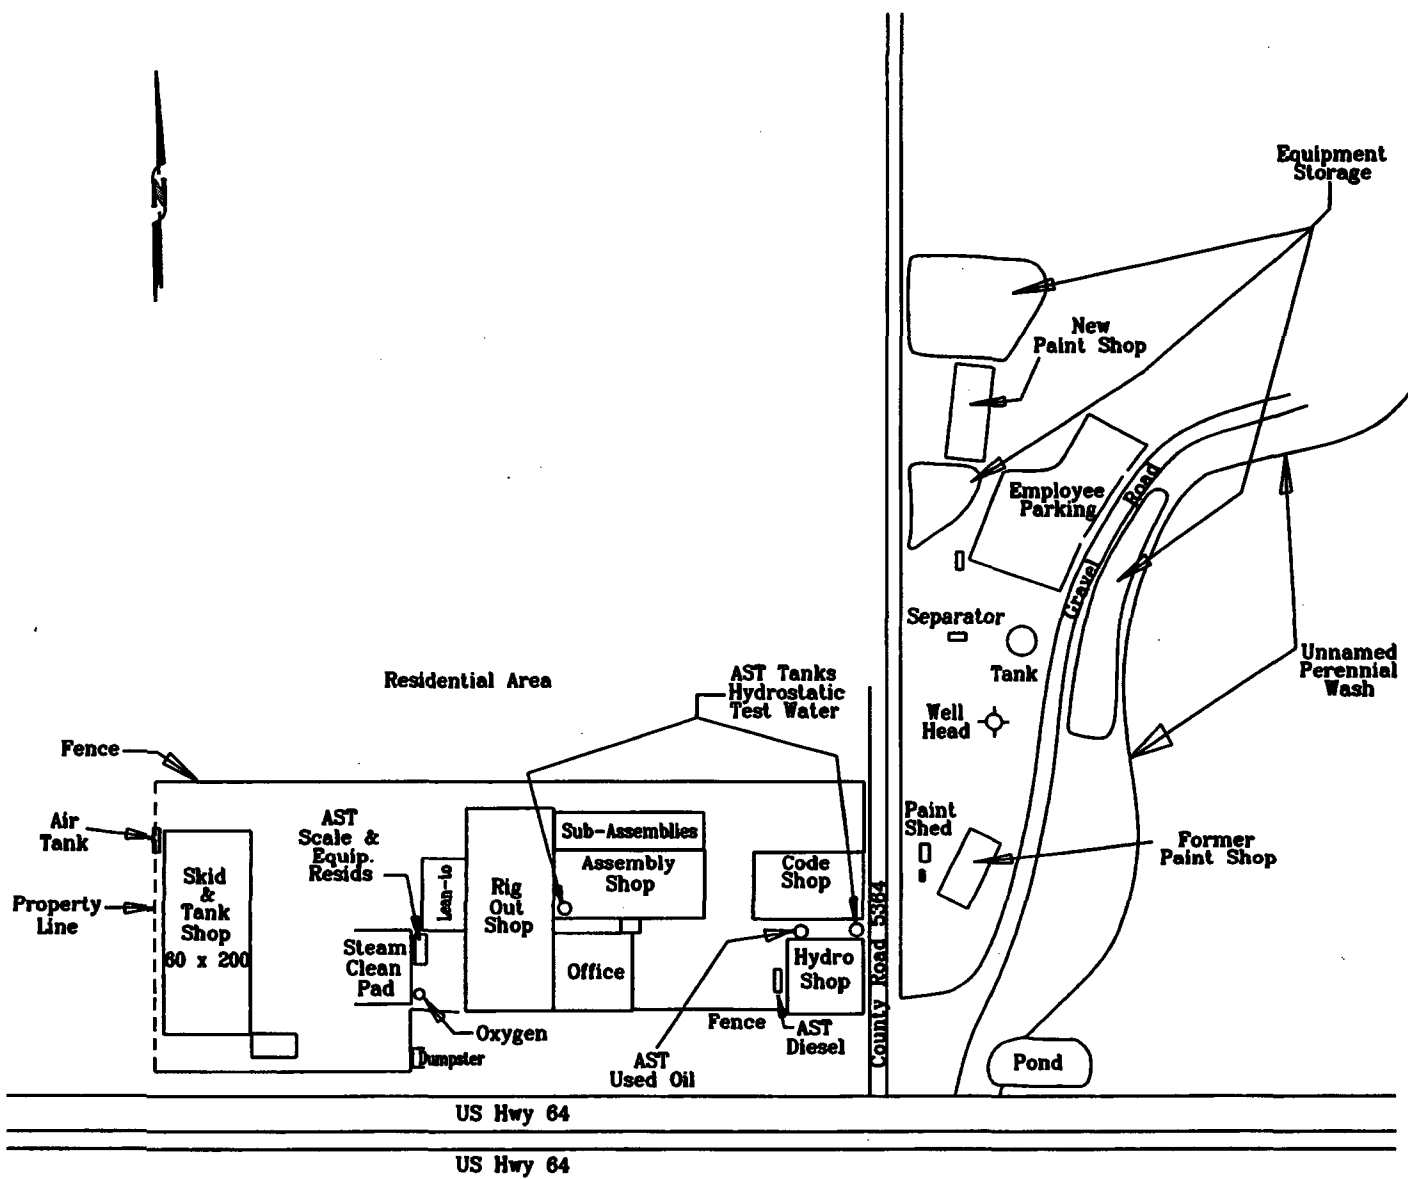 N
Equipment
Storage
New
Paint Shop
Employee
Parking
Gravel Road
Separator
Tank
Well
Head
Unnamed
Perennial
Wash
Paint
Shed
Former
Paint Shop
Pond
County Road 5364
Residential Area
AST Tanks
Hydrostatic
Test Water
Fence
Air
Tank
Property
Line
Skid
&
Tank
Shop
60 x 200
AST
Scale &
Equip.
Resids
Lean-to
Steam
Clean
Pad
Rig
Out
Shop
Sub-Assemblies
Assembly
Shop
Office
Code
Shop
Hydro
Shop
Oxygen
Dumpster
Fence
AST
Diesel
AST
Used Oil
US Hwy 64
US Hwy 64